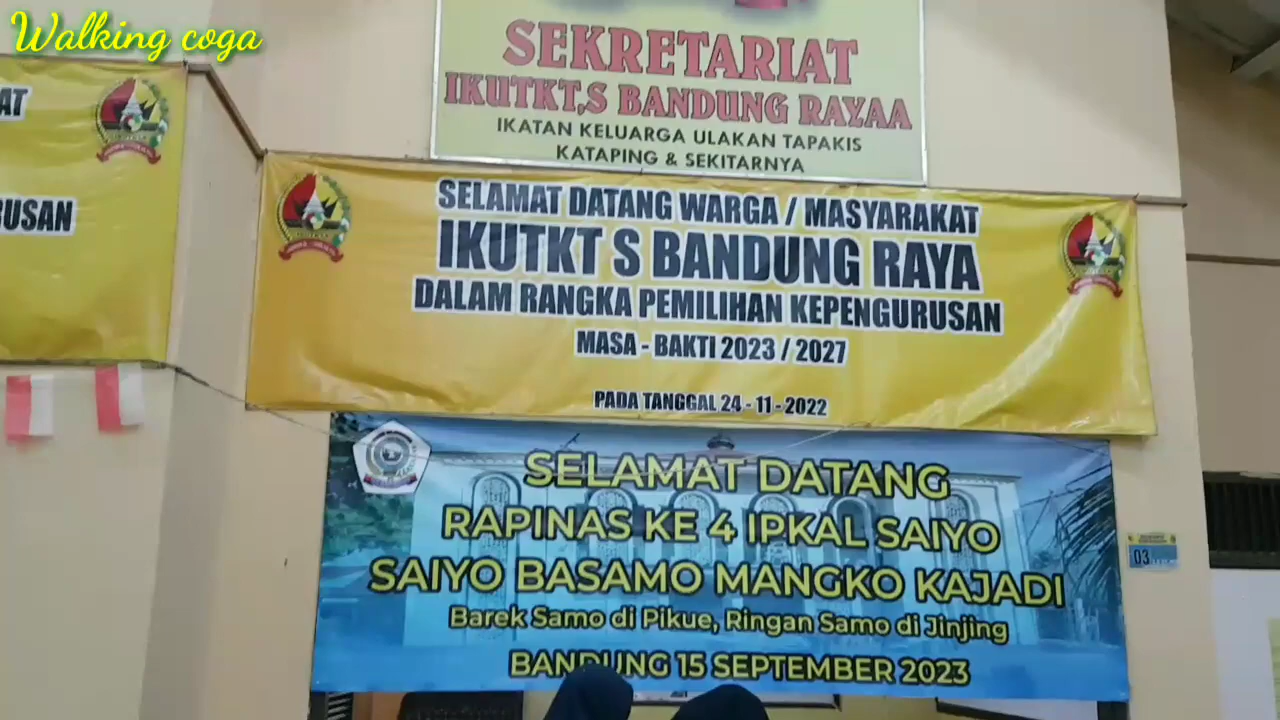 Walking coga
SEKRETARIAT
IKUTKT,S BANDUNG RAYAA
IKATAN KELUARGA ULAKAN TAPAKIS
KATAPING & SEKITARNYA
AT
RUSAN
SELAMAT DATANG WARGA / MASYARAKAT
IKUTKT S BANDUNG RAYA
DALAM RANGKA PEMILIHAN KEPENGURUSAN
MASA - BAKTI 2023 / 2027
PADA TANGGAL 24 - 11 - 2022
SELAMAT DATANG
RAPINAS KE 4 IPKAL SAIYO
SAIYO BASAMO MANGKO KAJADI
Barek Samo di Pikue, Ringan Samo di Jinjing
BANDUNG 15 SEPTEMBER 2023
03